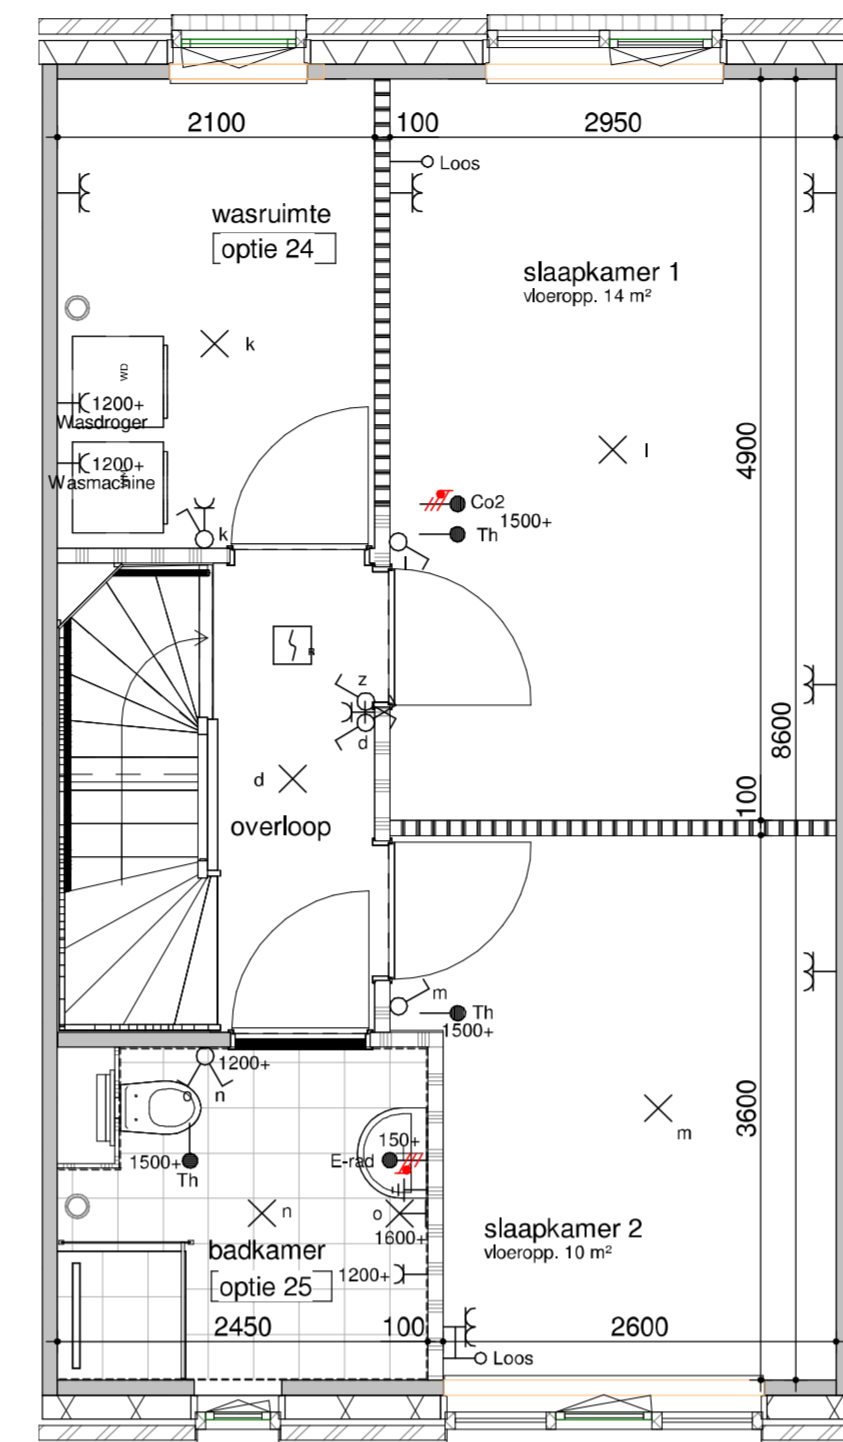 2100 100 2950
Loos
wasruimte
optie 24
slaapkamer 1
vloeropp. 14 m²
k
WD
1200+
Wasdroger
l
4900
1200+
Wasmachine
Co2
1500+
Th
k
l
z
d
8600
d
100
overloop
m
Th
1500+
1200+
o n
3600
m
150+
E-rad
1500+
Th
n
o
1600+
slaapkamer 2
vloeropp. 10 m²
badkamer
optie 25
1200+
2450 100 2600
Loos